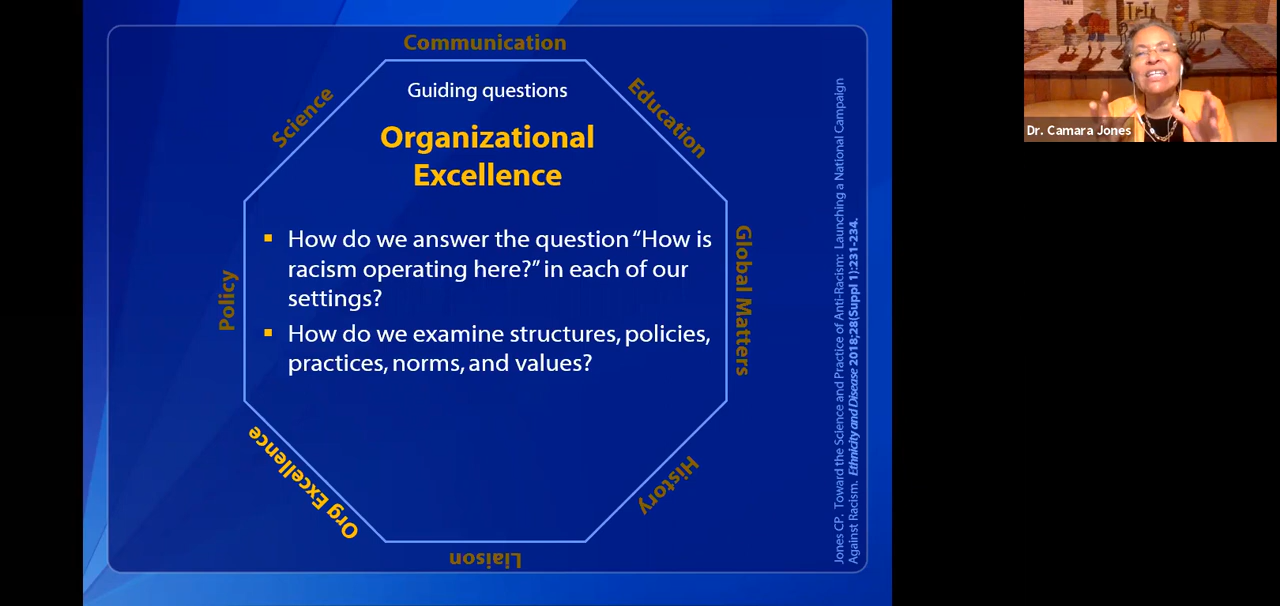 Communication
Science
Education
Guiding questions
Organizational
Excellence
▪ How do we answer the question “How is
racism operating here?” in each of our
settings?
▪ How do we examine structures, policies,
practices, norms, and values?
Policy
Global Matters
Org Excellence
History
Liaison
Jones CP. Toward the Science and Practice of Anti-Racism: Launching a National Campaign
Against Racism. Ethnicity and Disease 2018;28(Suppl 1):231-234.
Dr. Camara Jones